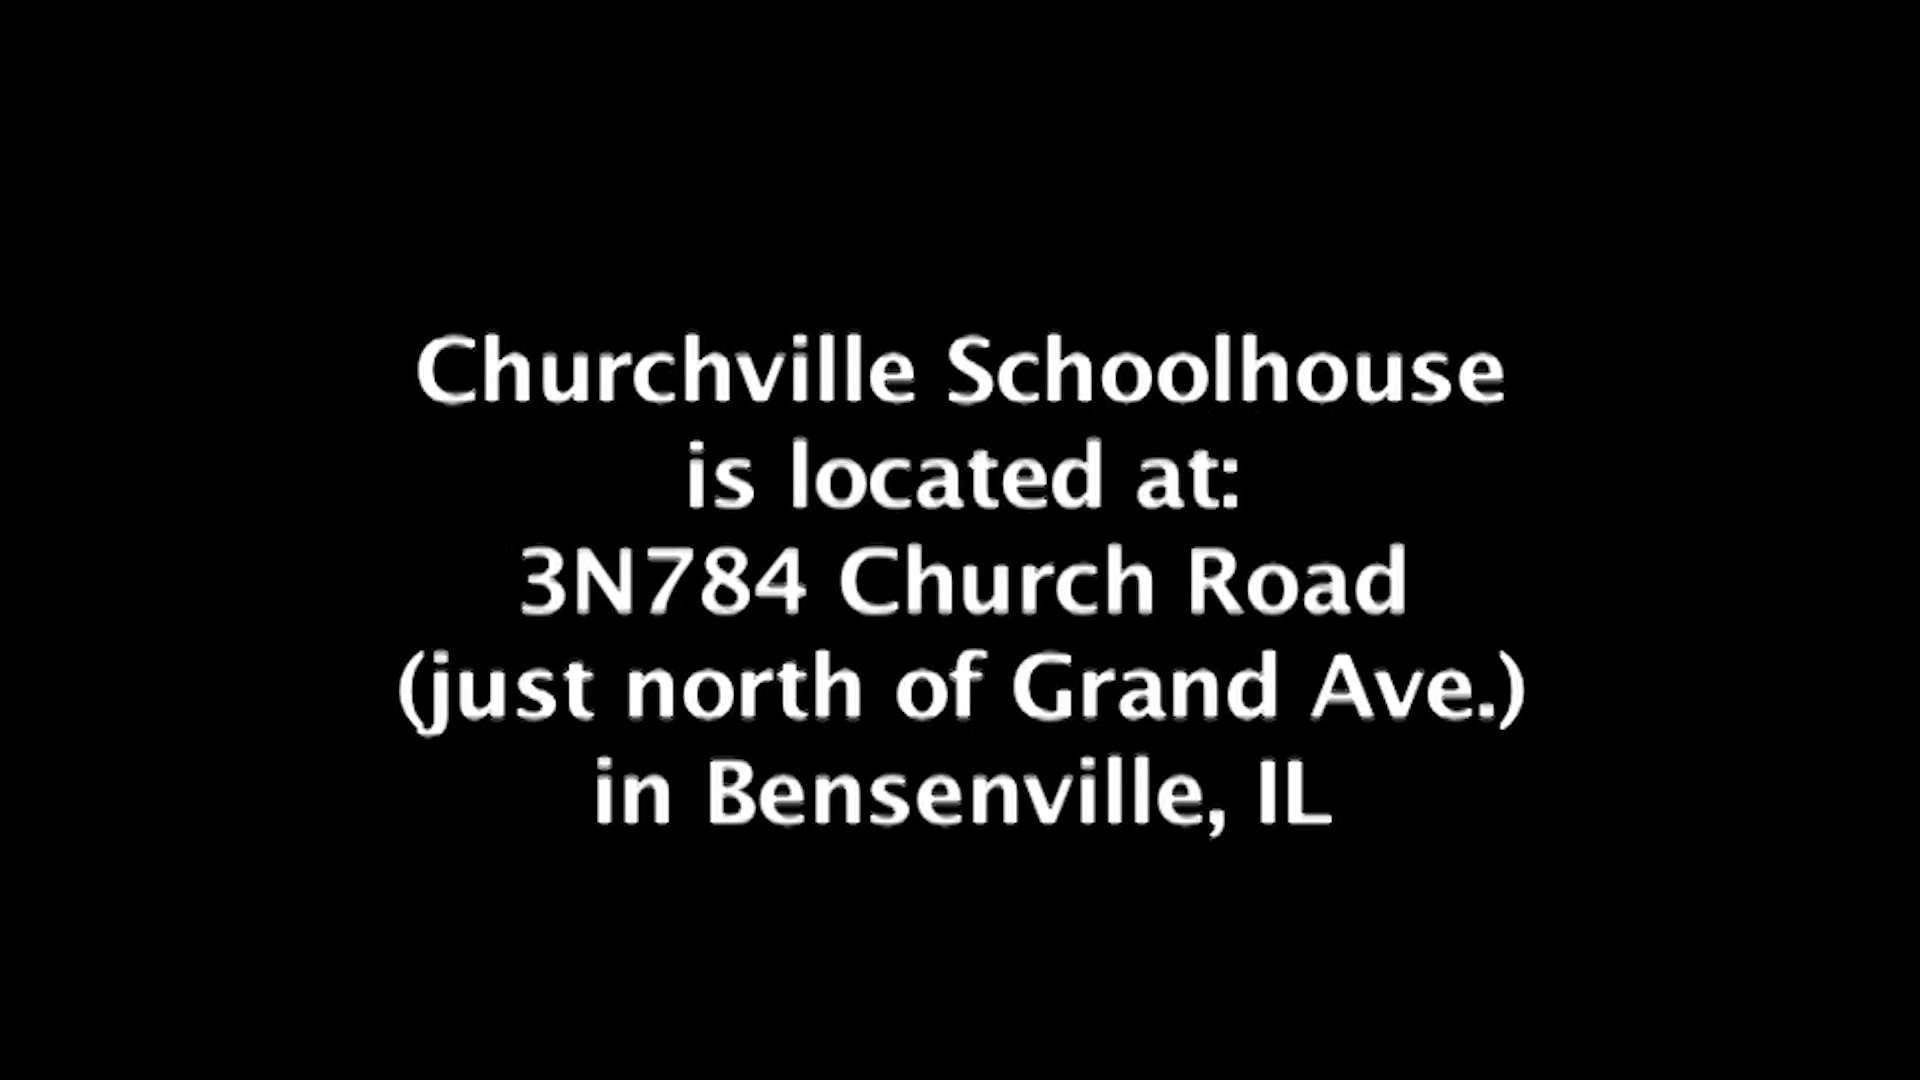 Churchville Schoolhouse
is located at:
3N784 Church Road
(just north of Grand Ave.)
in Bensenville, IL